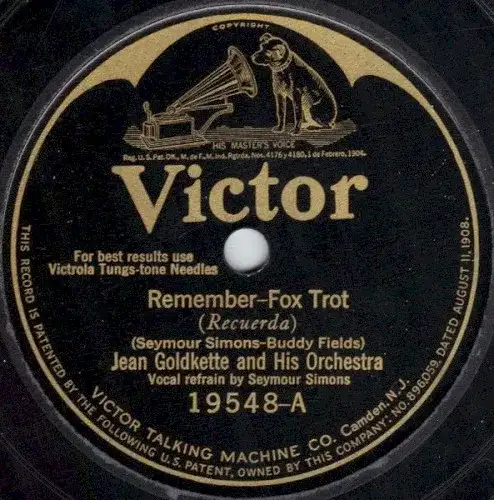 COPYRIGHT
HIS MASTER'S VOICE
Reg. U.S. Pat. Off., M. de F., M. Ind. Rgtrda. Nos. 4176 y 4180, 1 de Febrero, 1904.
Victor
For best results use
Victrola Tungs-tone Needles
Remember-Fox Trot
(Recuerda)
(Seymour Simons-Buddy Fields)
Jean Goldkette and His Orchestra
Vocal refrain by Seymour Simons
19548-A
VICTOR TALKING MACHINE CO. Camden, N.J.
THIS RECORD IS PATENTED BY THE FOLLOWING U.S. PATENT, OWNED BY THIS COMPANY: NO. 896,059, DATED AUGUST 11, 1908.